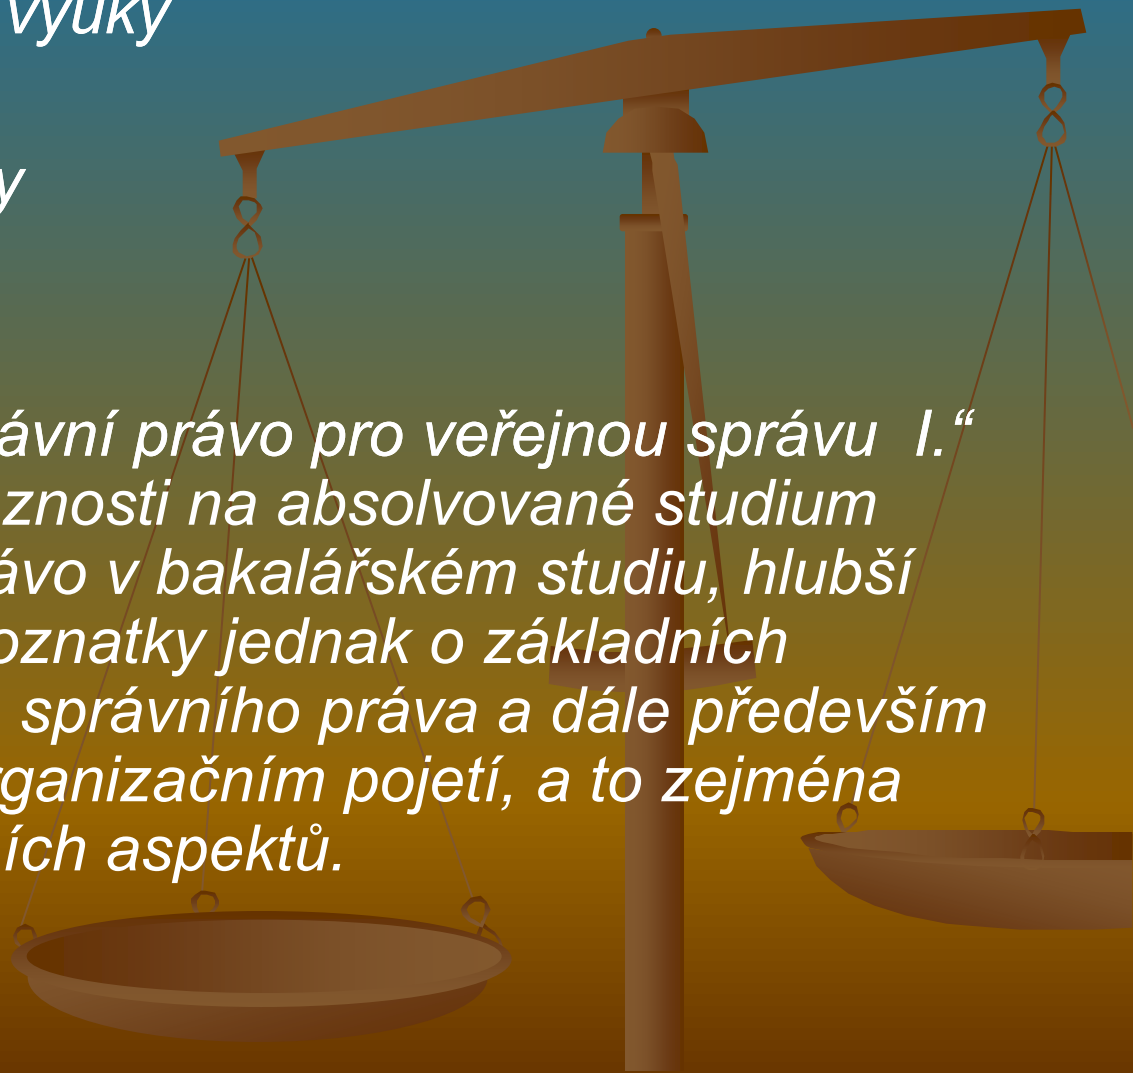 výuky
y
ávní právo pro veřejnou správu I.“
znosti na absolvované studium
ávo v bakalářském studiu, hlubší
oznatky jednak o základních
správního práva a dále především
rganizačním pojetí, a to zejména
ích aspektů.